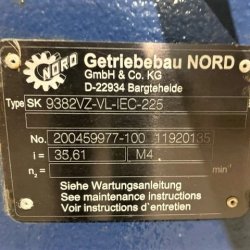 NORD
Getriebebau NORD
GmbH & Co. KG
D-22934 Bargteheide
Type SK 9382VZ-VL-IEC-225
No. 200459977-100 11920135
i = 35,61 M4
n₂ = min⁻¹
Siehe Wartungsanleitung
See maintenance instructions
Voir instructions d`entretien